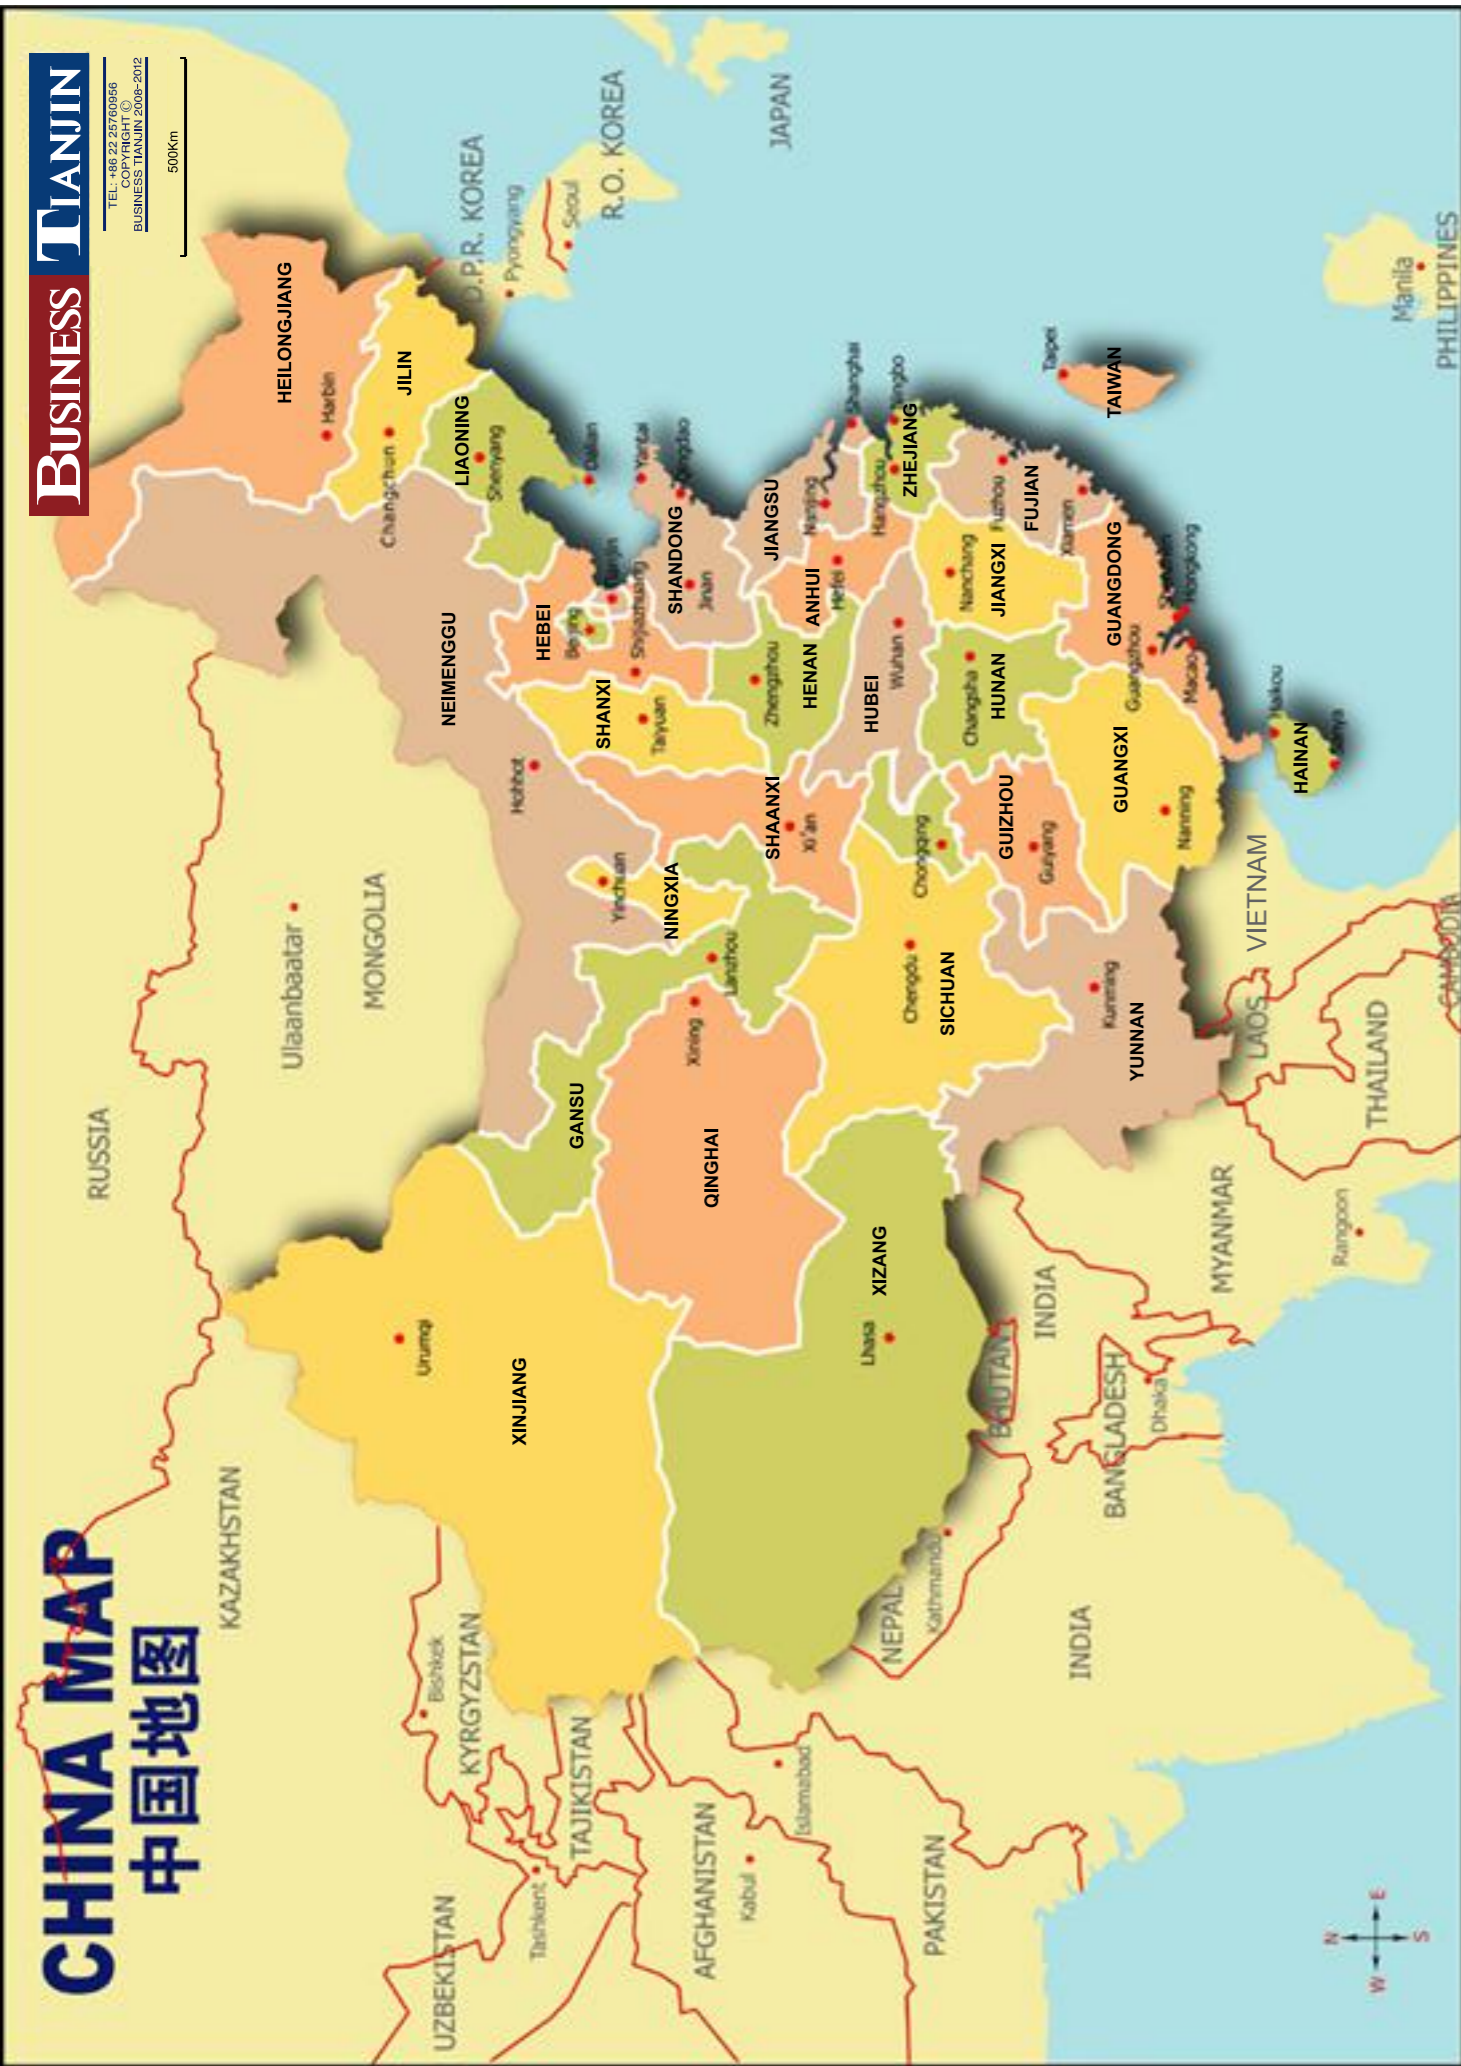 CHINA MAP
中国地图
BUSINESS TIANJIN
TEL: +86 22 25760956
COPYRIGHT ©
BUSINESS TIANJIN 2008-2012
500Km
RUSSIA
KAZAKHSTAN
Ulaanbaatar
MONGOLIA
HEILONGJIANG
Harbin
JILIN
Changchun
LIAONING
Shenyang
Dalian
D.P.R. KOREA
Pyongyang
Seoul
R.O. KOREA
JAPAN
UZBEKISTAN
Tashkent
Bishkek
KYRGYZSTAN
TAJIKISTAN
AFGHANISTAN
Kabul
Islamabad
PAKISTAN
Urumqi
XINJIANG
GANSU
Lanzhou
QINGHAI
Xining
NEIMENGGU
Hohhot
Yinchuan
NINGXIA
HEBEI
Beijing
Tianjin
Shijiazhuang
SHANXI
Taiyuan
SHANDONG
Jinan
Yantai
Qingdao
SHAANXI
Xi'an
HENAN
Zhengzhou
JIANGSU
Nanjing
Shanghai
ANHUI
Hefei
HUBEI
Wuhan
Hangzhou
Ningbo
ZHEJIANG
XIZANG
Lhasa
SICHUAN
Chengdu
Chongqing
HUNAN
Changsha
JIANGXI
Nanchang
FUJIAN
Fuzhou
Xiamen
Taipei
TAIWAN
GUIZHOU
Guiyang
YUNNAN
Kunming
GUANGXI
Nanning
GUANGDONG
Guangzhou
Shenzhen
Hongkong
Macao
Haikou
HAINAN
Sanya
NEPAL
Kathmandu
BHUTAN
INDIA
INDIA
BANGLADESH
Dhaka
MYANMAR
Rangoon
LAOS
VIETNAM
THAILAND
CAMBODIA
Manila
PHILIPPINES
N
W
E
S